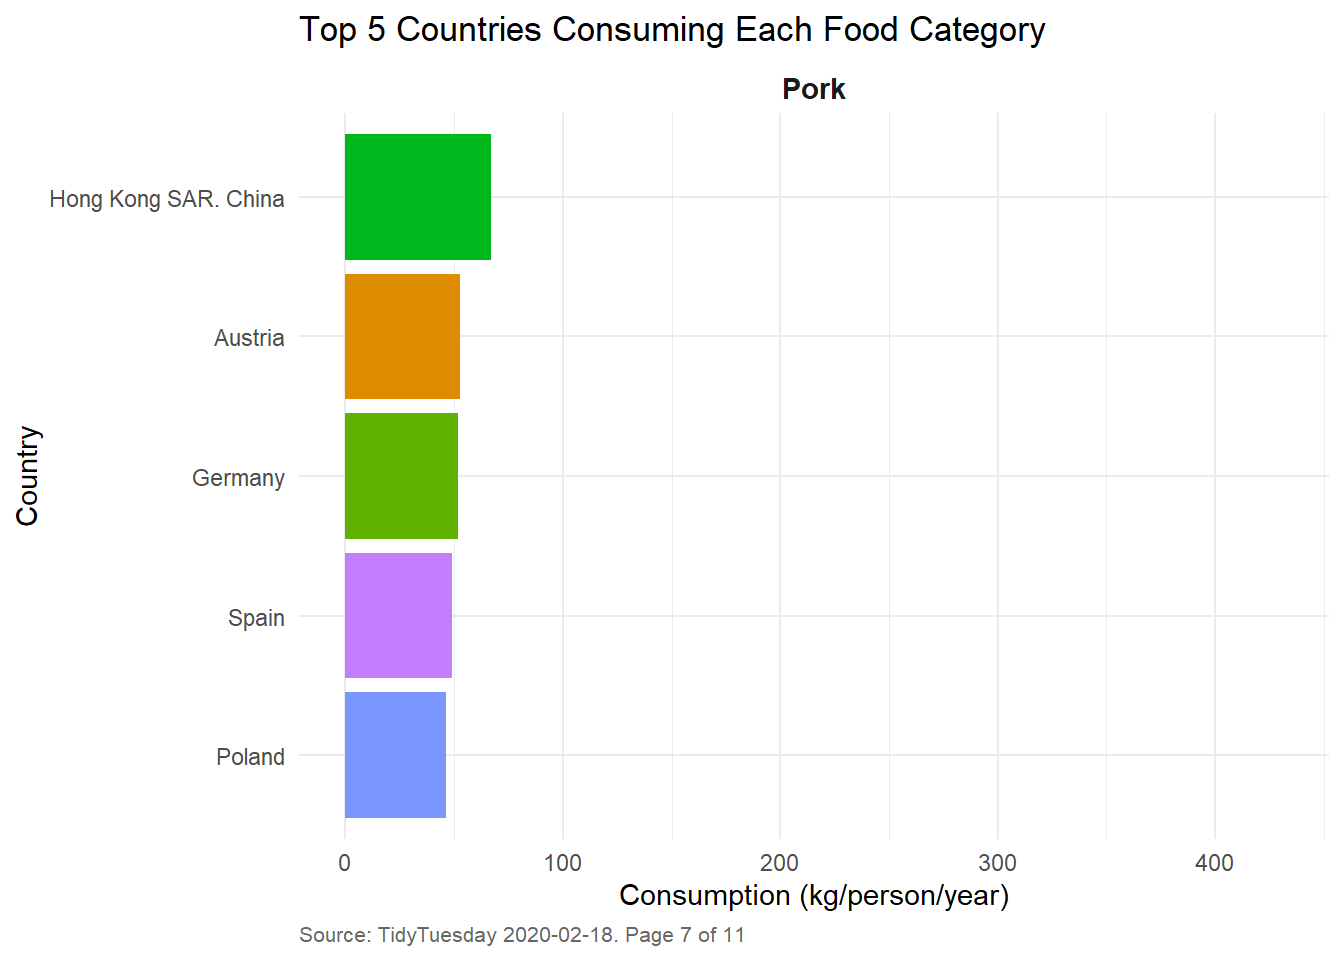 Top 5 Countries Consuming Each Food Category
Pork
Hong Kong SAR. China
Austria
Germany
Spain
Poland
Country
0 100 200 300 400
Consumption (kg/person/year)
Source: TidyTuesday 2020-02-18. Page 7 of 11